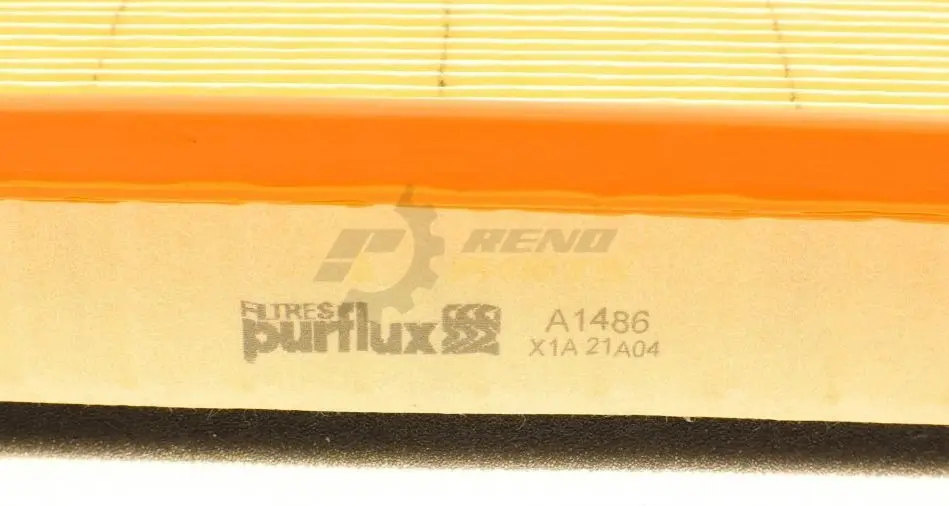 RENO
FILTRES
purflux
A1486
X1A 21A04